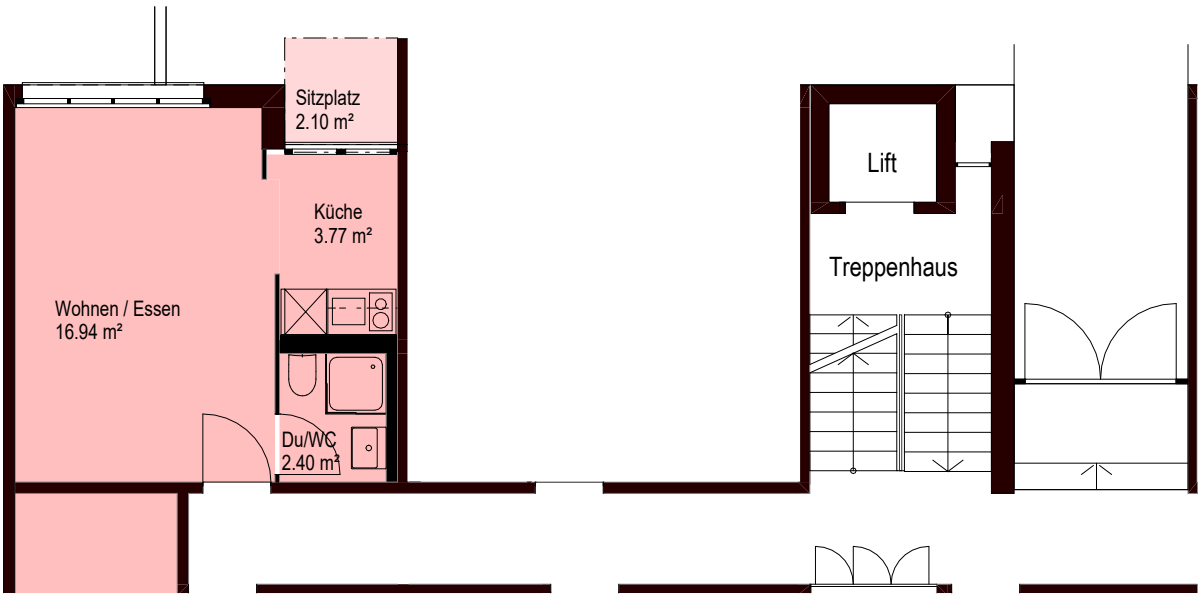 Sitzplatz
2.10 m²
Lift
Küche
3.77 m²
Treppenhaus
Wohnen / Essen
16.94 m²
Du/WC
2.40 m²